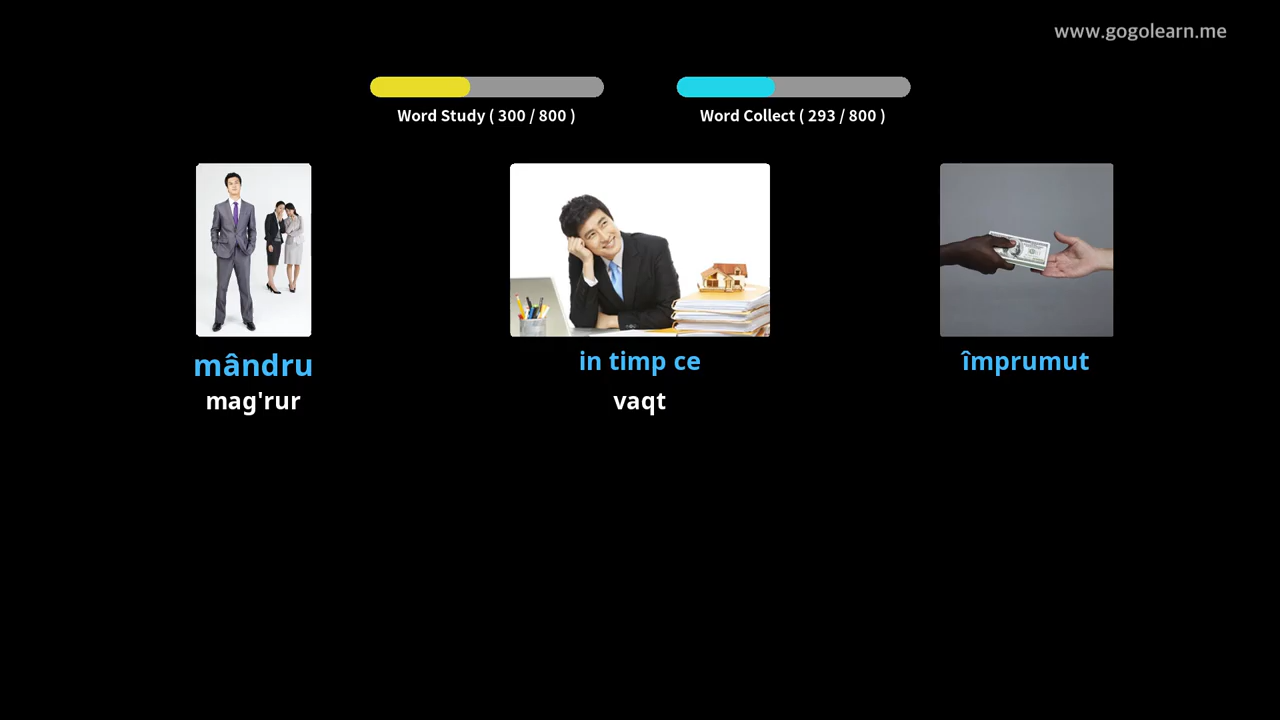 www.gogolearn.me
Word Study ( 300 / 800 )
Word Collect ( 293 / 800 )
mândru
in timp ce
împrumut
mag'rur
vaqt